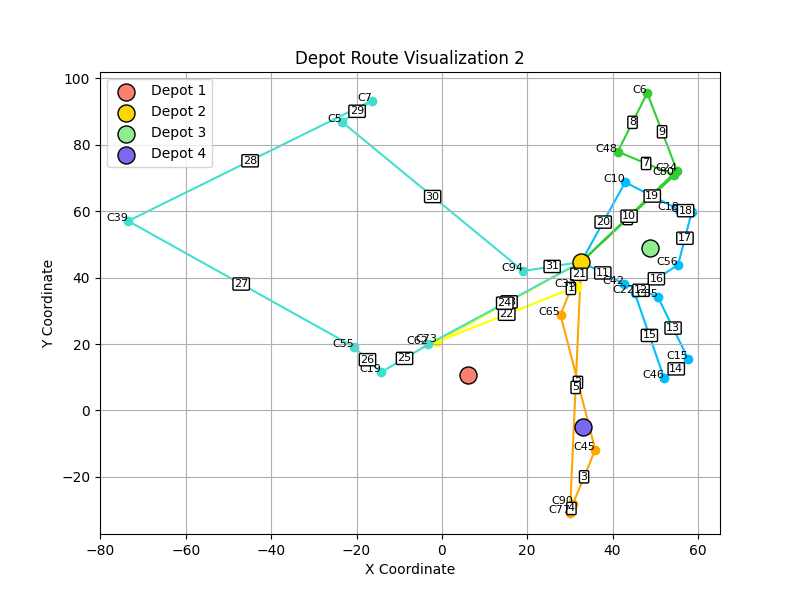 Depot Route Visualization 2
Depot 1
Depot 2
Depot 3
Depot 4
Y Coordinate
100
80
60
40
20
0
−20
−80
−60
−40
−20
0
20
40
60
X Coordinate
C7
29
C5
28
C39
27
30
C94
31
C55
26
C19
25
C73
24
22
C6
8
9
C48
7
C24
C80
C10
19
C18
18
20
10
17
C56
21
11
C42
16
1
C65
C22
13
15
C15
14
C46
5
C45
3
C90
C77
4